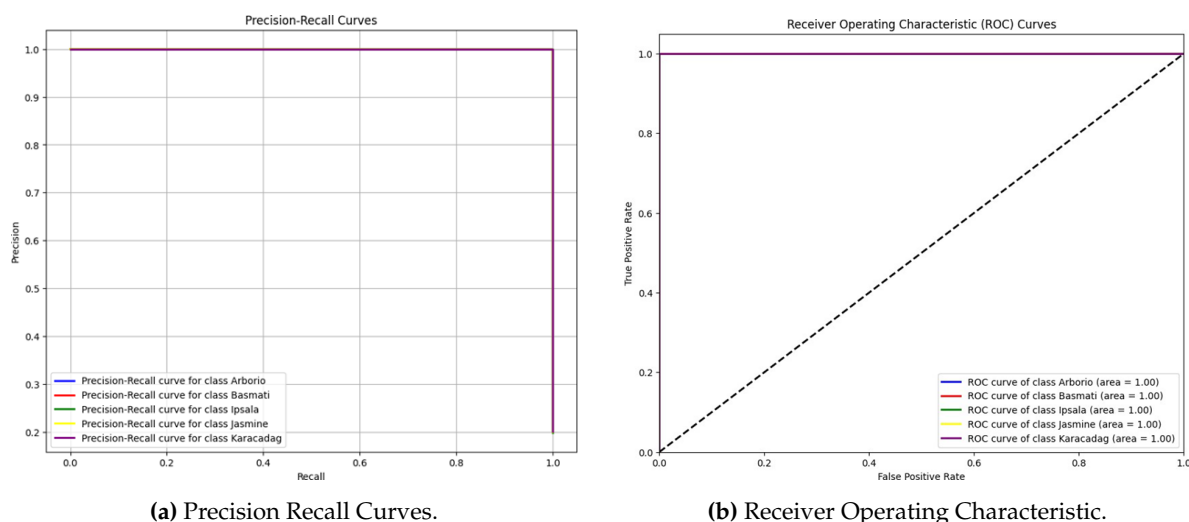 Precision-Recall Curves
Precision
1.0
0.9
0.8
0.7
0.6
0.5
0.4
0.3
0.2
Precision-Recall curve for class Arborio
Precision-Recall curve for class Basmati
Precision-Recall curve for class Ipsala
Precision-Recall curve for class Jasmine
Precision-Recall curve for class Karacadag
0.0 0.2 0.4 0.6 0.8 1.0
Recall
(a) Precision Recall Curves.
Receiver Operating Characteristic (ROC) Curves
True Positive Rate
1.0
0.8
0.6
0.4
0.2
0.0
ROC curve of class Arborio (area = 1.00)
ROC curve of class Basmati (area = 1.00)
ROC curve of class Ipsala (area = 1.00)
ROC curve of class Jasmine (area = 1.00)
ROC curve of class Karacadag (area = 1.00)
0.0 0.2 0.4 0.6 0.8 1.0
False Positive Rate
(b) Receiver Operating Characteristic.